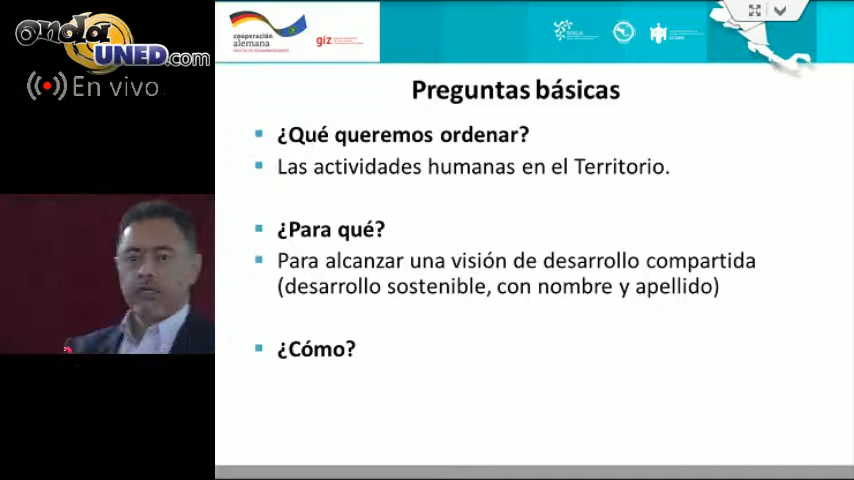 onda
UNED.com
En vivo
cooperación
alemana
giz
Preguntas básicas
¿Qué queremos ordenar?
Las actividades humanas en el Territorio.
¿Para qué?
Para alcanzar una visión de desarrollo compartida
(desarrollo sostenible, con nombre y apellido)
¿Cómo?